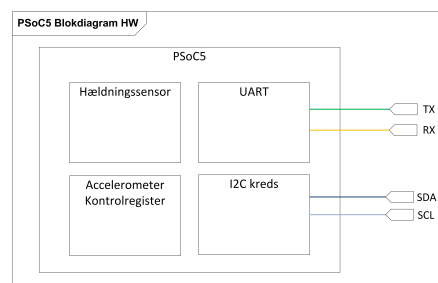 PSoC5 Blokdiagram HW
PSoC5
Hældningssensor
UART
TX
RX
Accelerometer
Kontrolregister
I2C kreds
SDA
SCL